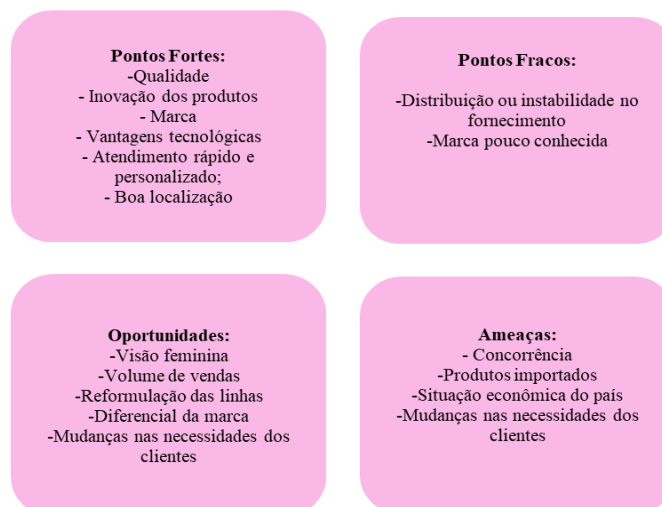 Pontos Fortes:
-Qualidade
- Inovação dos produtos
- Marca
- Vantagens tecnológicas
- Atendimento rápido e
personalizado;
- Boa localização
Pontos Fracos:
-Distribuição ou instabilidade no
fornecimento
-Marca pouco conhecida
Oportunidades:
-Visão feminina
-Volume de vendas
-Reformulação das linhas
-Diferencial da marca
-Mudanças nas necessidades dos
clientes
Ameaças:
- Concorrência
-Produtos importados
-Situação econômica do país
-Mudanças nas necessidades dos
clientes